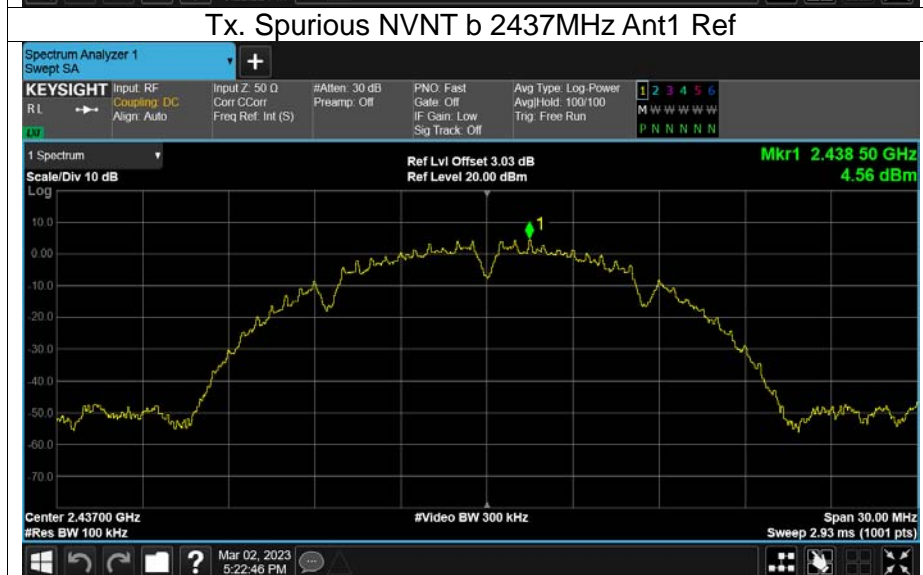 Tx. Spurious NVNT b 2437MHz Ant1 Ref
Spectrum Analyzer 1
Swept SA
+
KEYSIGHT Input: RF Input Z: 50 Ω #Atten: 30 dB PNO: Fast Avg Type: Log-Power 1 2 3 4 5 6
RL Coupling: DC Corr CCorr Preamp: Off Gate: Off Avg|Hold: 100/100 M W W W W W
Align: Auto Freq Ref: Int (S) IF Gain: Low Trig: Free Run
LXI Sig Track: Off P N N N N N
1 Spectrum Ref Lvl Offset 3.03 dB Mkr1 2.438 50 GHz
Scale/Div 10 dB Ref Level 20.00 dBm 4.56 dBm
Log
10.0
1
0.00
-10.0
-20.0
-30.0
-40.0
-50.0
-60.0
-70.0
Center 2.43700 GHz #Video BW 300 kHz Span 30.00 MHz
#Res BW 100 kHz Sweep 2.93 ms (1001 pts)
? Mar 02, 2023
5:22:46 PM